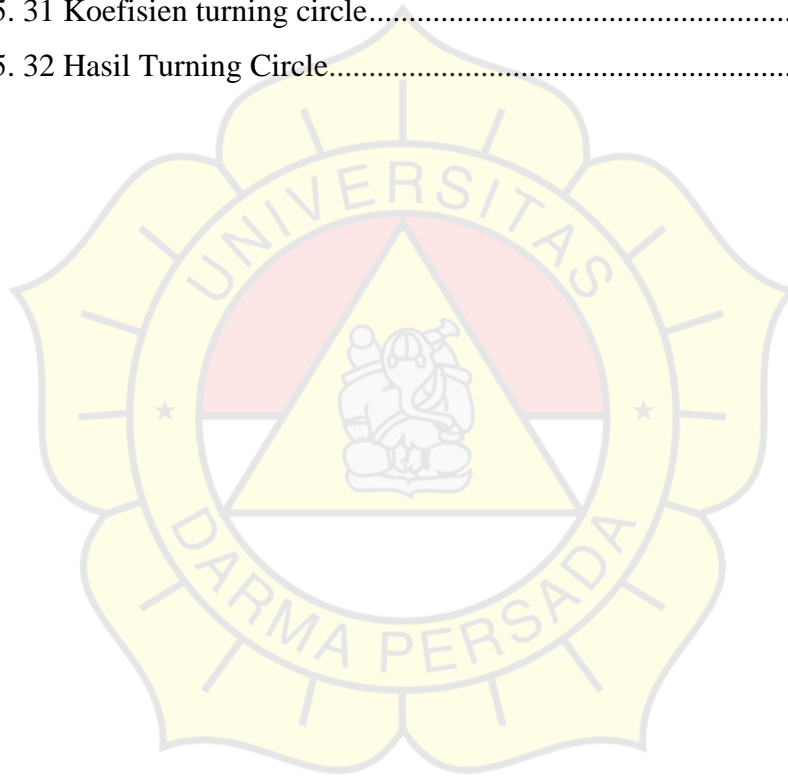 5. 31 Koefisien turning circle..........................................................
5. 32 Hasil Turning Circle................................................................
UNIVERSITAS
DARMA PERSADA